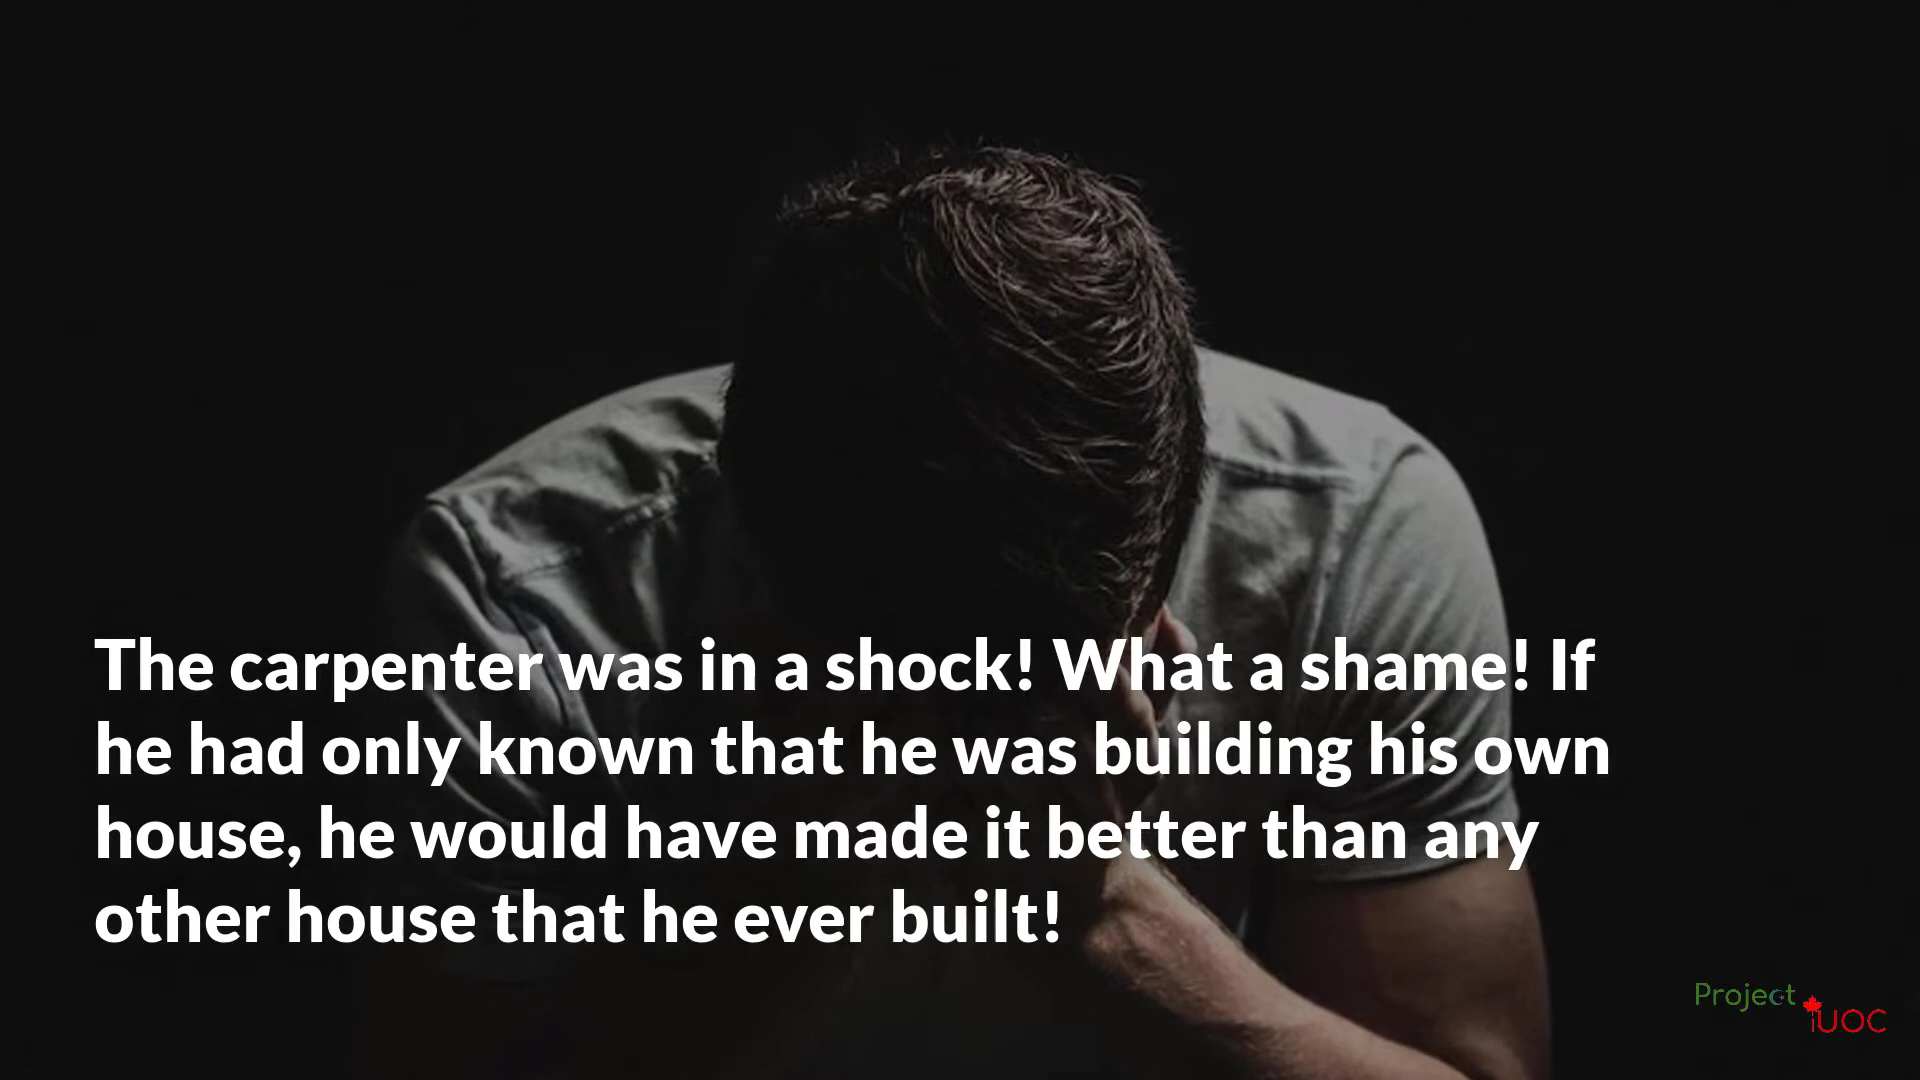 The carpenter was in a shock! What a shame! If
he had only known that he was building his own
house, he would have made it better than any
other house that he ever built!
Project
iUOC